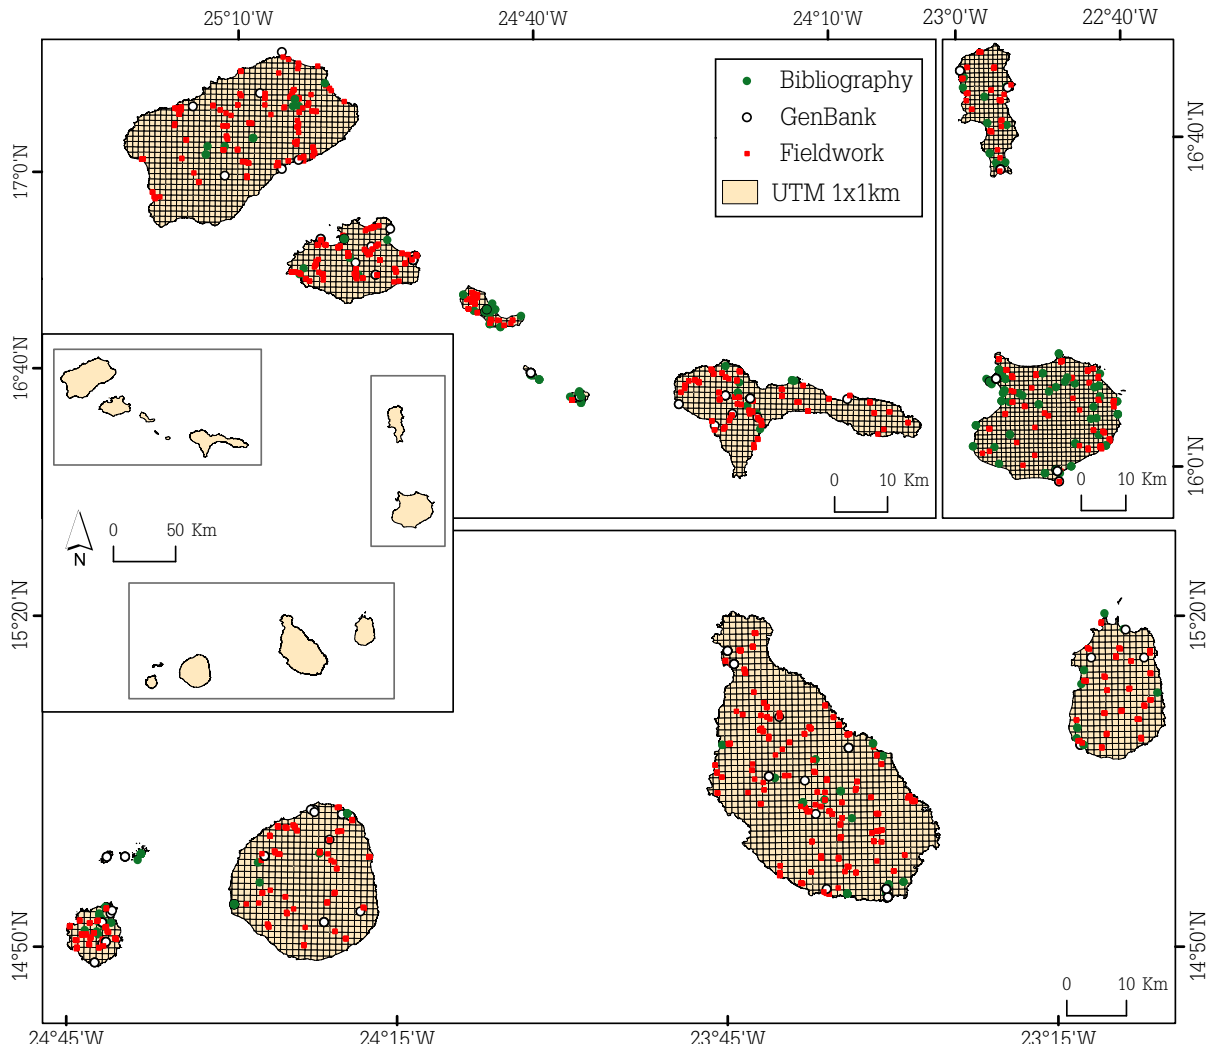 25°10'W 24°40'W 24°10'W 23°0'W 22°40'W
Bibliography
GenBank
Fieldwork
UTM 1x1km
17°0'N
16°40'N
16°40'N
16°0'N
0 10 Km
0 10 Km
0 50 Km
N
15°20'N
15°20'N
14°50'N
14°50'N
0 10 Km
24°45'W 24°15'W 23°45'W 23°15'W